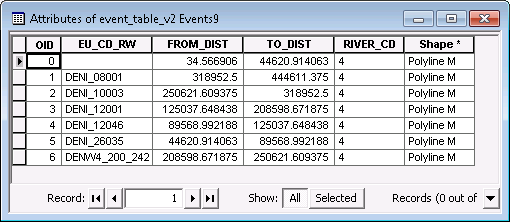 Attributes of event_table_v2 Events9
OID EU_CD_RW FROM_DIST TO_DIST RIVER_CD Shape *
0 34.566906 44620.914063 4 Polyline M
1 DENI_08001 318952.5 444611.375 4 Polyline M
2 DENI_10003 250621.609375 318952.5 4 Polyline M
3 DENI_12001 125037.648438 208598.671875 4 Polyline M
4 DENI_12046 89568.992188 125037.648438 4 Polyline M
5 DENI_26035 44620.914063 89568.992188 4 Polyline M
6 DENW4_200_242 208598.671875 250621.609375 4 Polyline M
Record: 1 Show: All Selected Records (0 out of